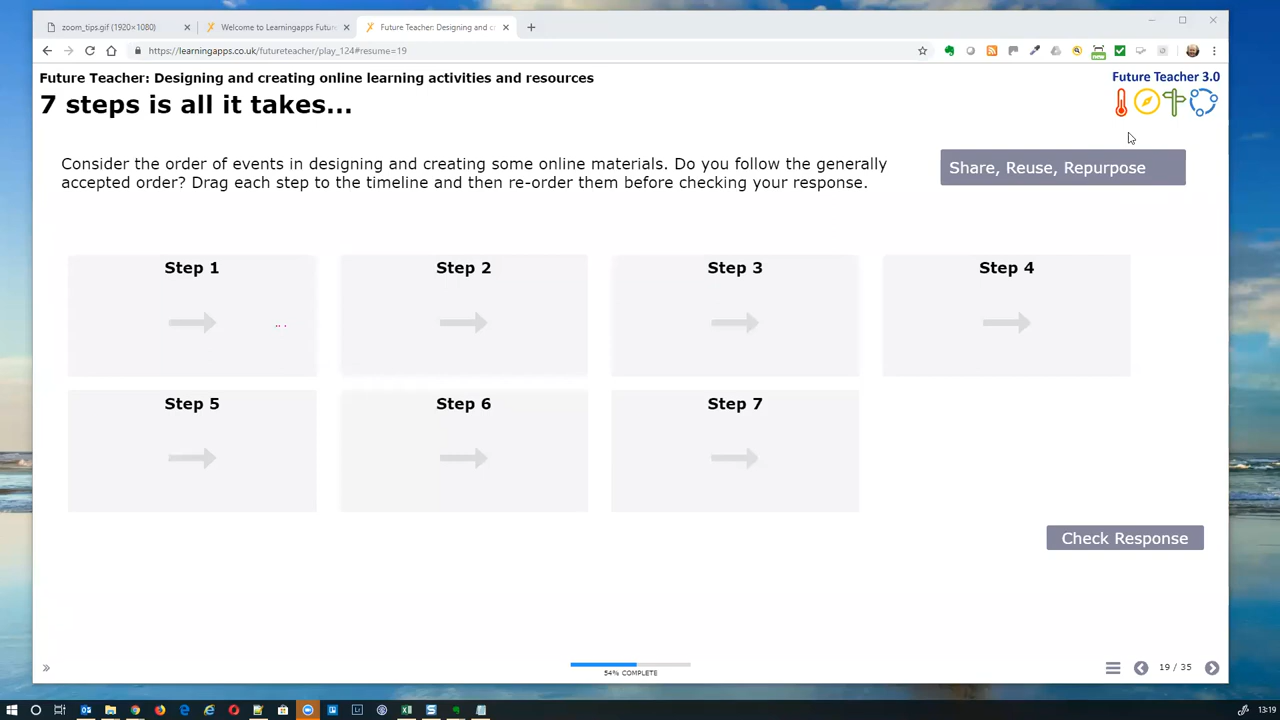 zoom_tips.gif (1920×1080)
Welcome to Learningapps Futur
Future Teacher: Designing and cr
https://learningapps.co.uk/futureteacher/play_124#resume=19
new
Future Teacher: Designing and creating online learning activities and resources
Future Teacher 3.0
7 steps is all it takes...
Consider the order of events in designing and creating some online materials. Do you follow the generally
accepted order? Drag each step to the timeline and then re-order them before checking your response.
Share, Reuse, Repurpose
Step 1
Step 2
Step 3
Step 4
Step 5
Step 6
Step 7
Check Response
54% COMPLETE
19 / 35
13:19